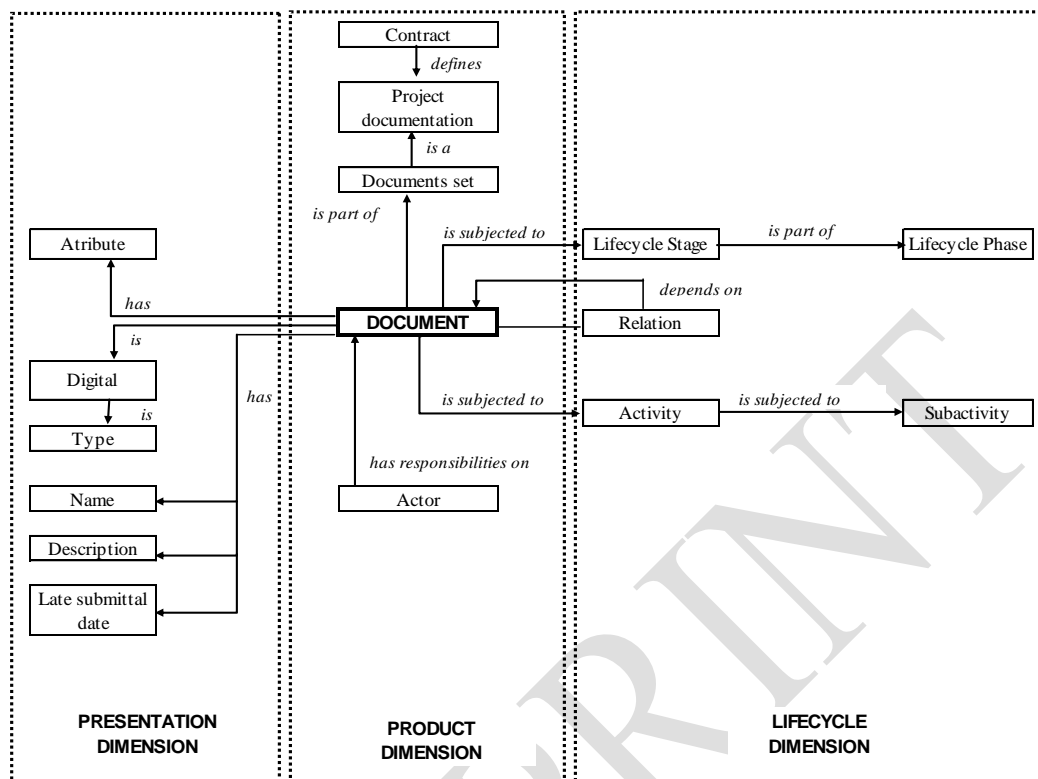 Contract
defines
Project
documentation
is a
Documents set
is part of
is subjected to
Atribute
Lifecycle Stage
is part of
Lifecycle Phase
has
depends on
DOCUMENT
Relation
is
Digital
has
is subjected to
Activity
is subjected to
Subactivity
is
Type
has responsibilities on
Name
Actor
Description
Late submittal
date
PRESENTATION
DIMENSION
PRODUCT
DIMENSION
LIFECYCLE
DIMENSION
RINT